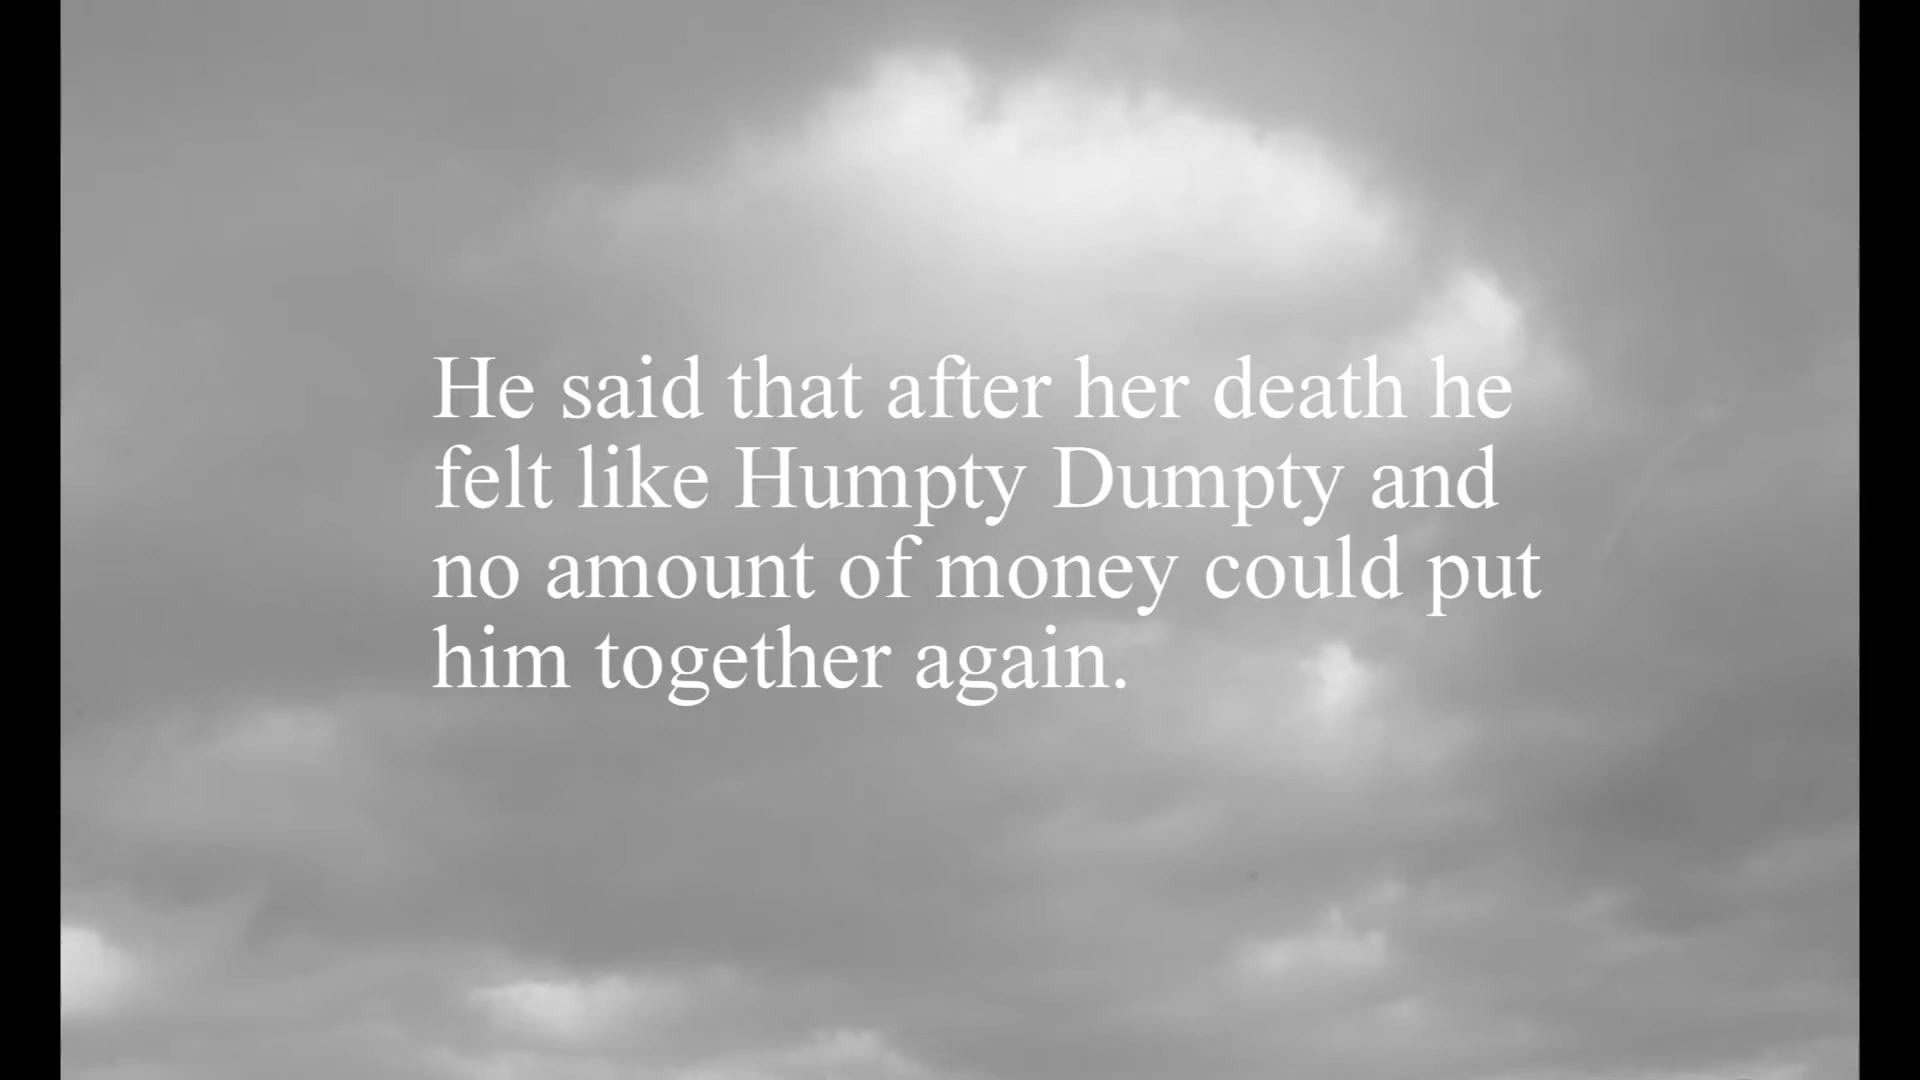 He said that after her death he
felt like Humpty Dumpty and
no amount of money could put
him together again.